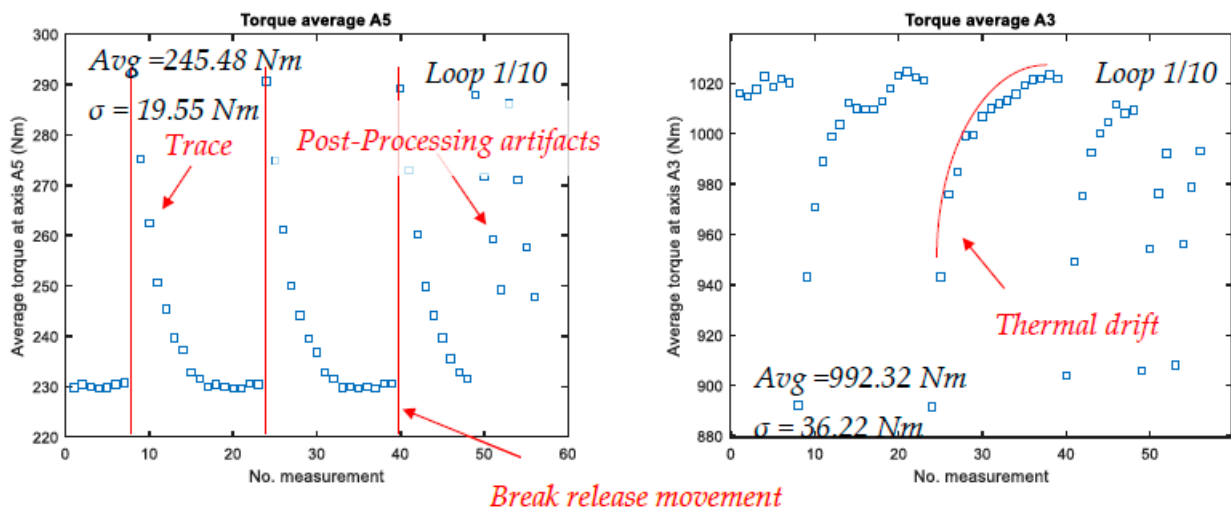 Torque average A5
Avg =245.48 Nm
σ = 19.55 Nm
Loop 1/10
Trace
Post-Processing artifacts
300
290
280
270
260
250
240
230
220
Average torque at axis A5 (Nm)
0 10 20 30 40 50 60
No. measurement
Torque average A3
Loop 1/10
1020
1000
980
960
940
920
900
880
Average torque at axis A3 (Nm)
Thermal drift
Avg =992.32 Nm
σ = 36.22 Nm
0 10 20 30 40 50
No. measurement
Break release movement